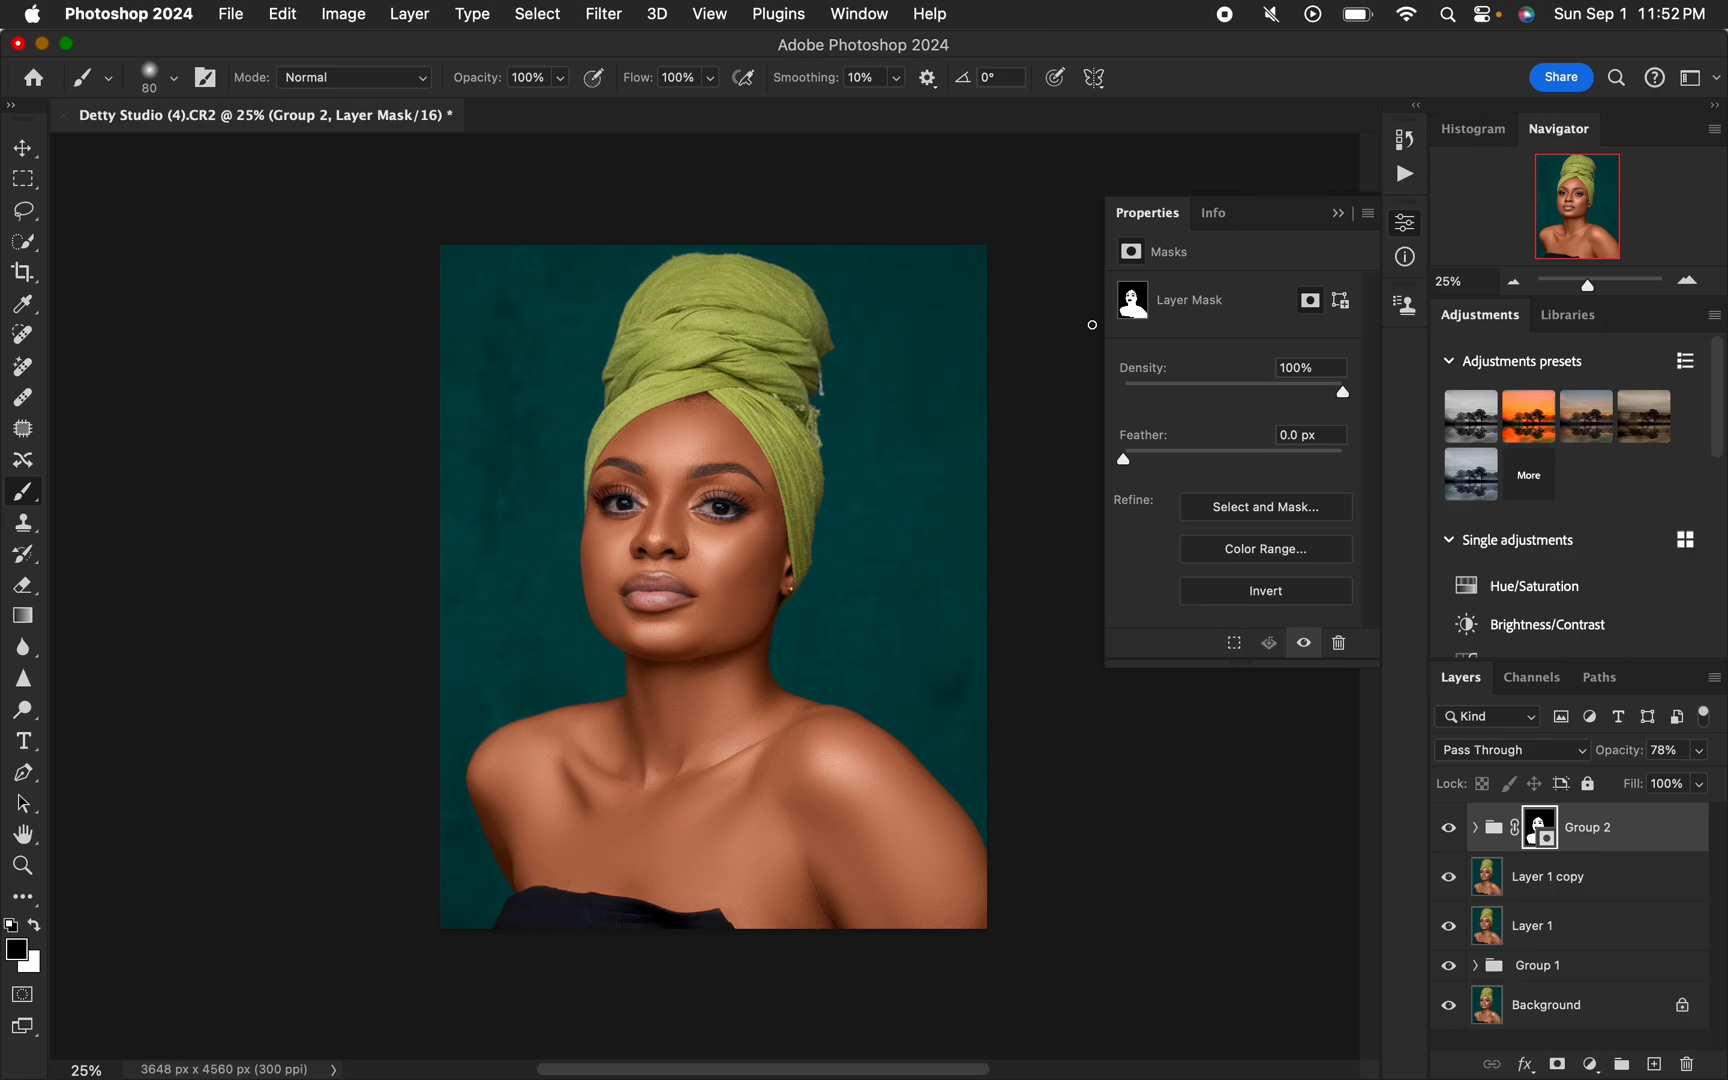 Photoshop 2024 File Edit Image Layer Type Select Filter 3D View Plugins Window Help Sun Sep 1 11:52 PM
Adobe Photoshop 2024
80 Mode: Normal Opacity: 100% Flow: 100% Smoothing: 10% 0° Share
Detty Studio (4).CR2 @ 25% (Group 2, Layer Mask/16) *
Histogram Navigator
25%
Properties Info
Masks
Layer Mask
Density: 100%
Feather: 0.0 px
Refine: Select and Mask...
Color Range...
Invert
Adjustments Libraries
Adjustments presets
More
Single adjustments
Hue/Saturation
Brightness/Contrast
Layers Channels Paths
Kind
Pass Through Opacity: 78%
Lock: Fill: 100%
Group 2
Layer 1 copy
Layer 1
Group 1
Background
25% 3648 px x 4560 px (300 ppi)